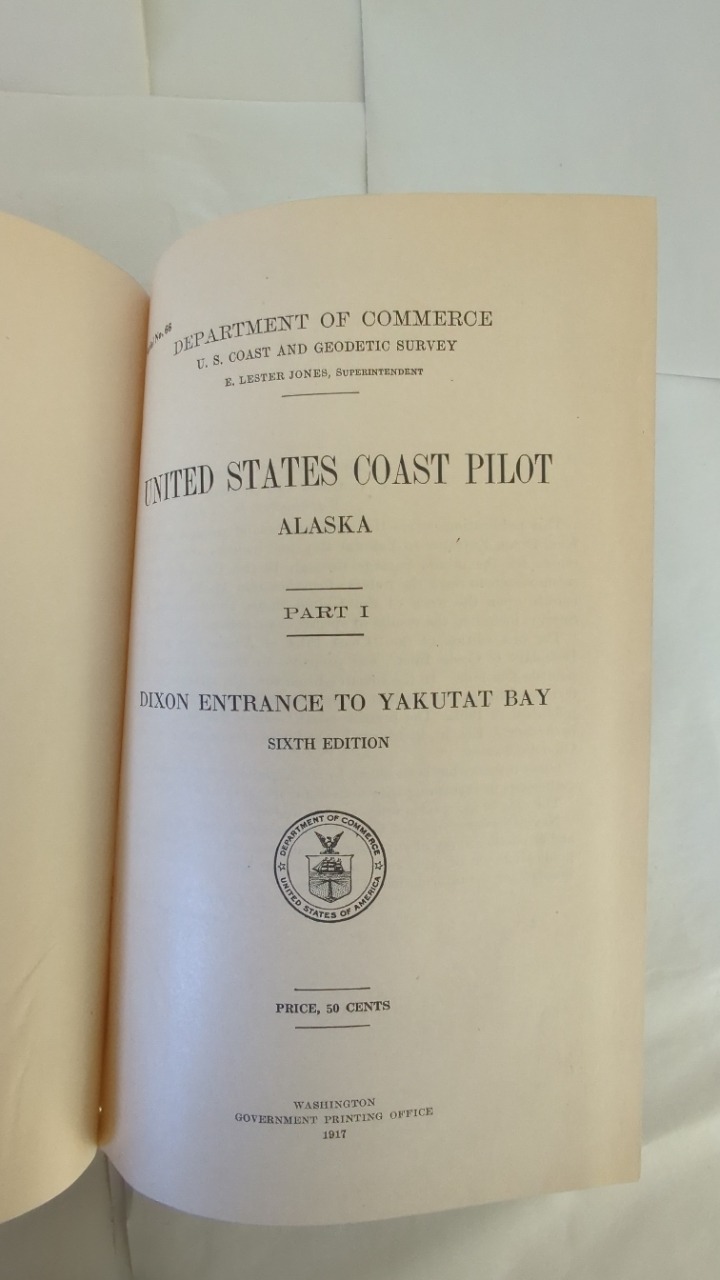 No. 66
DEPARTMENT OF COMMERCE
U. S. COAST AND GEODETIC SURVEY
E. LESTER JONES, SUPERINTENDENT
UNITED STATES COAST PILOT
ALASKA
PART I
DIXON ENTRANCE TO YAKUTAT BAY
SIXTH EDITION
DEPARTMENT OF COMMERCE
UNITED STATES OF AMERICA
PRICE, 50 CENTS
WASHINGTON
GOVERNMENT PRINTING OFFICE
1917